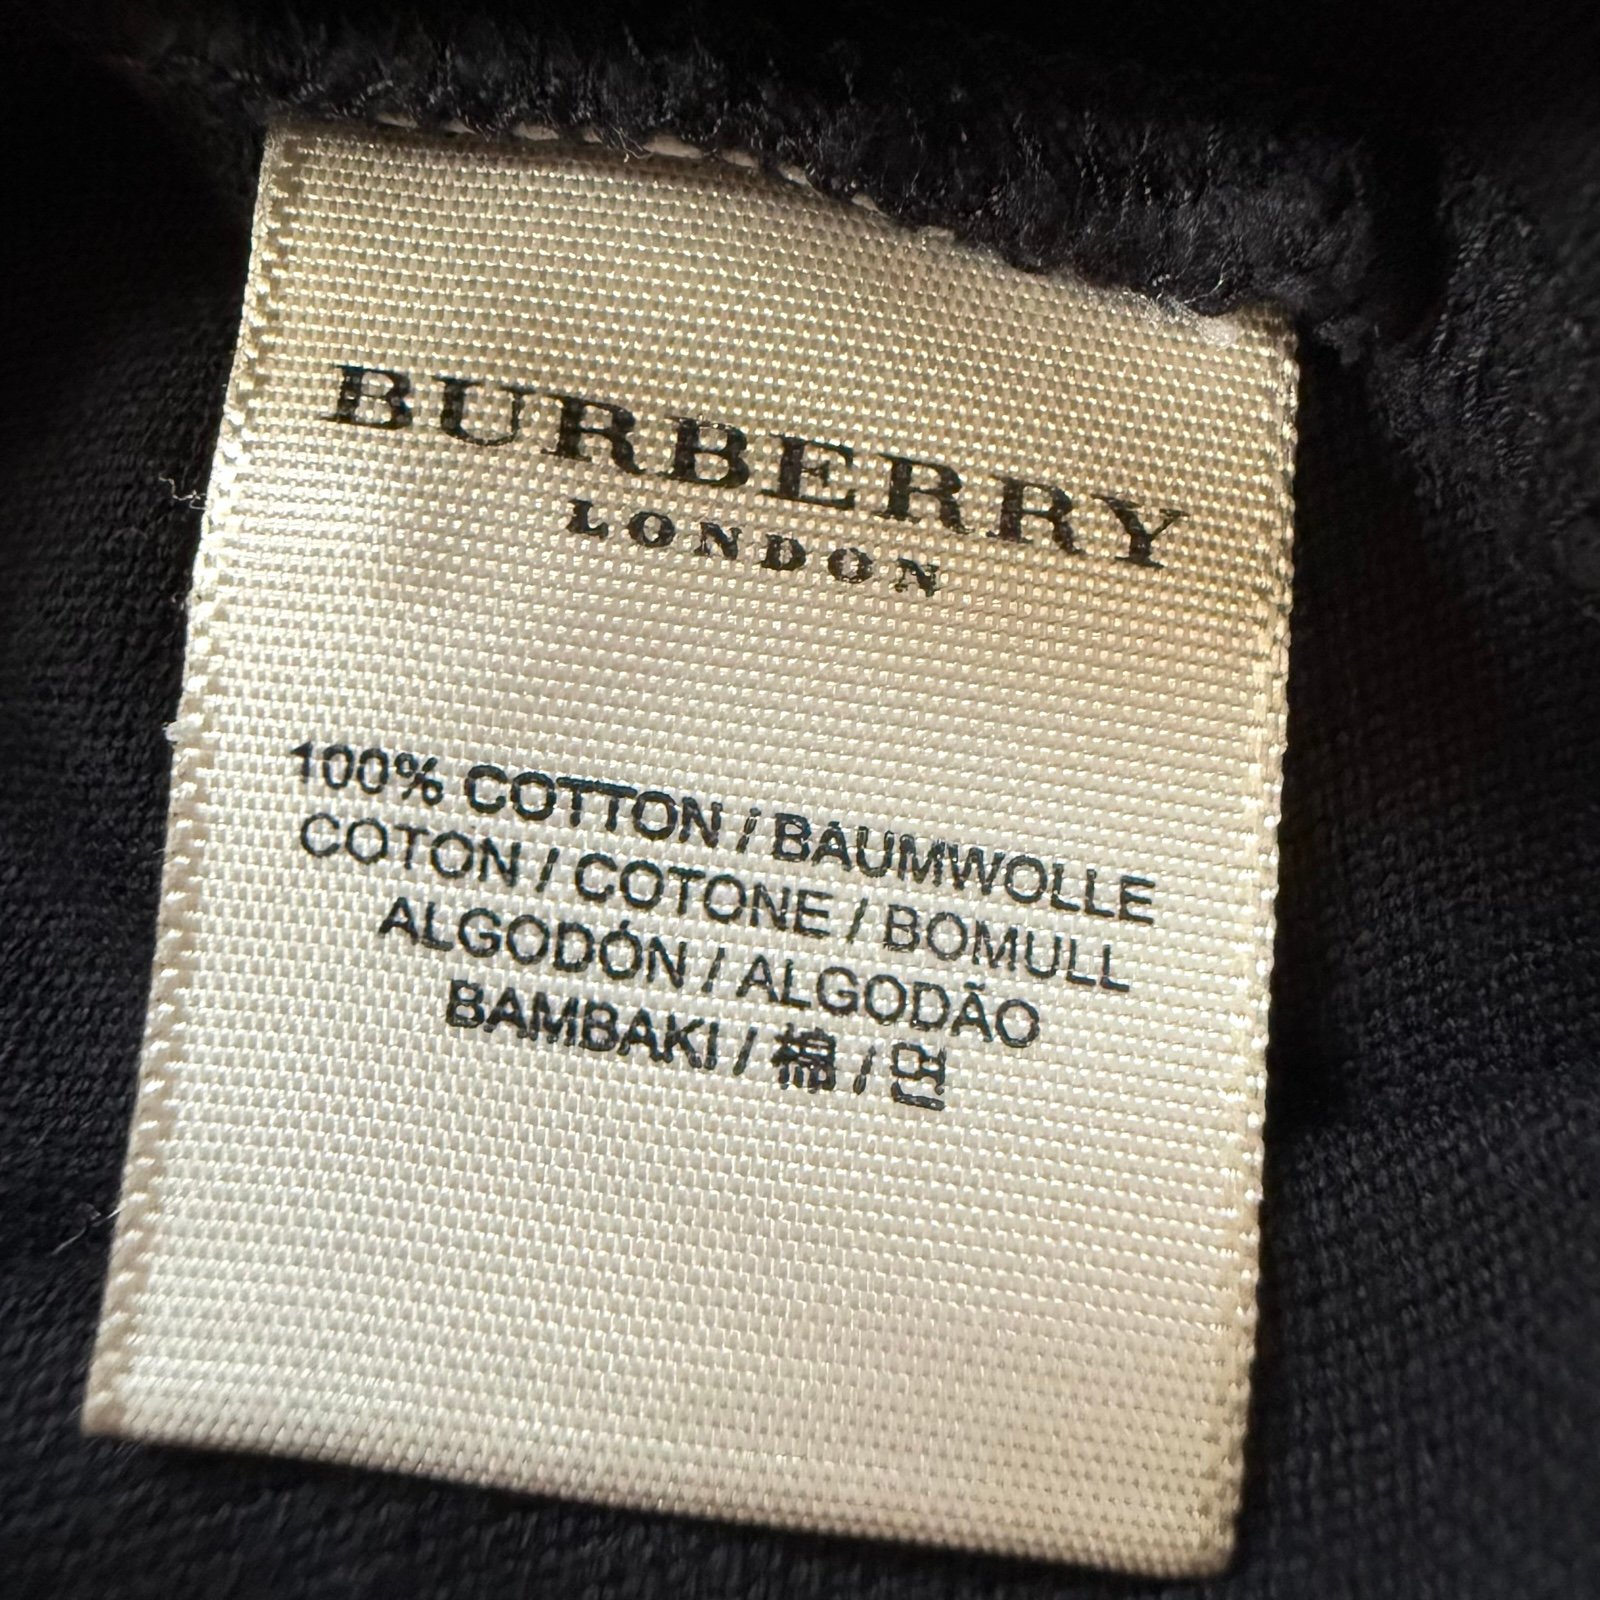 BURBERRY
LONDON
100% COTTON / BAUMWOLLE
COTON / COTONE / BOMULL
ALGODÓN / ALGODÃO
BAMBAKI / 棉 / 면